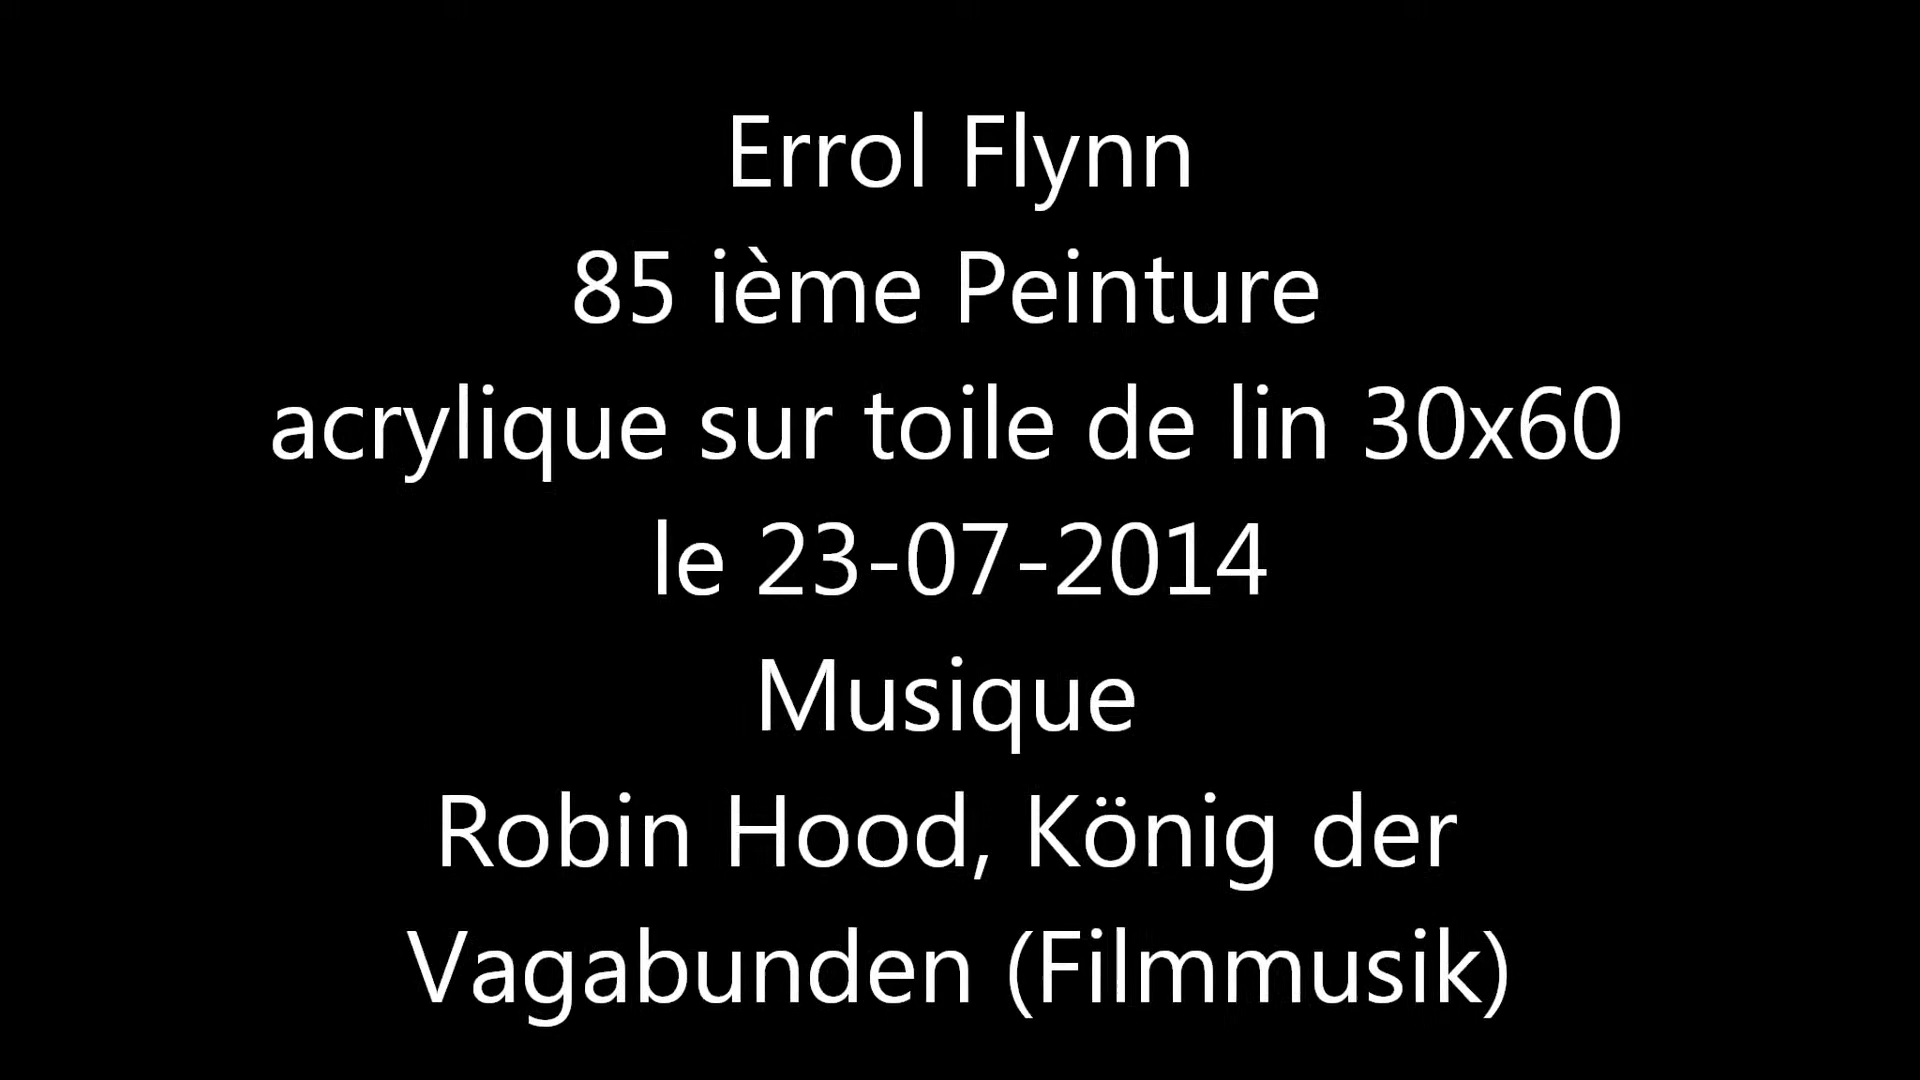 Errol Flynn
85 ième Peinture
acrylique sur toile de lin 30x60
le 23-07-2014
Musique
Robin Hood, König der
Vagabunden (Filmmusik)